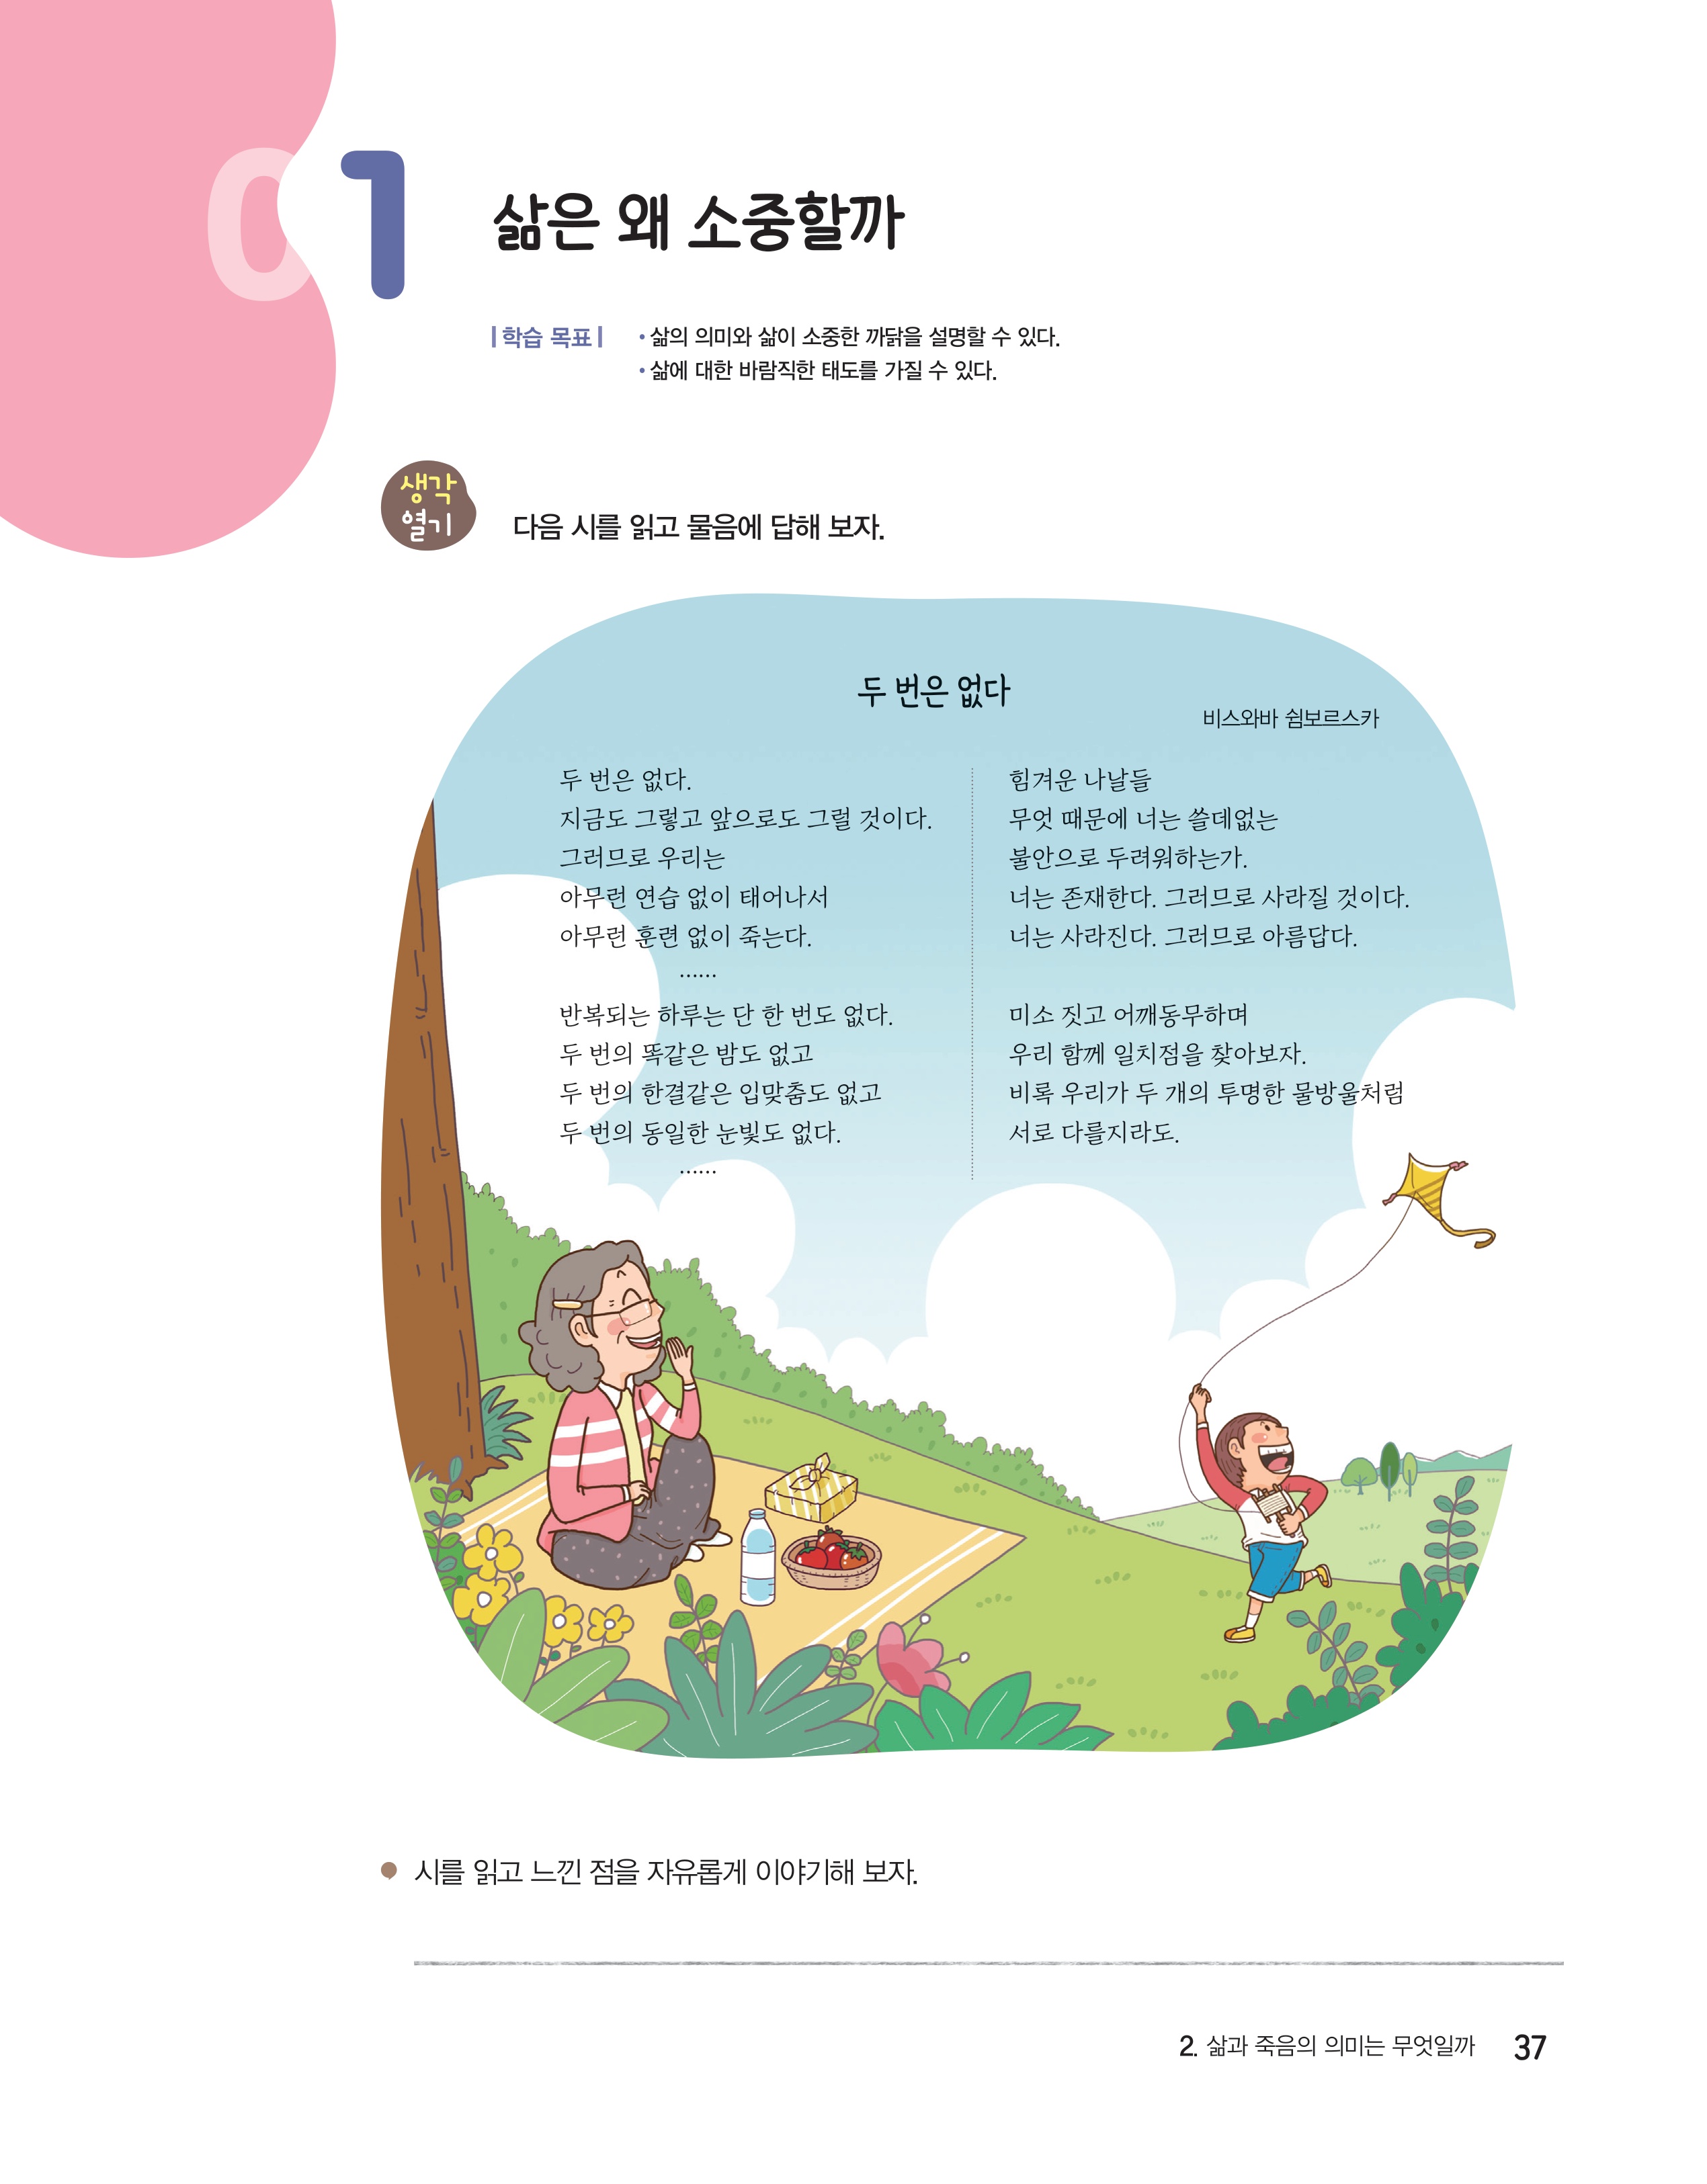 01
삶은 왜 소중할까
학습 목표
• 삶의 의미와 삶이 소중한 까닭을 설명할 수 있다.
• 삶에 대한 바람직한 태도를 가질 수 있다.
생각
열기
다음 시를 읽고 물음에 답해 보자.
두 번은 없다
비스와바 쉼보르스카
두 번은 없다.
지금도 그렇고 앞으로도 그럴 것이다.
그러므로 우리는
아무런 연습 없이 태어나서
아무런 훈련 없이 죽는다.
……
반복되는 하루는 단 한 번도 없다.
두 번의 똑같은 밤도 없고
두 번의 한결같은 입맞춤도 없고
두 번의 동일한 눈빛도 없다.
……
힘겨운 나날들
무엇 때문에 너는 쓸데없는
불안으로 두려워하는가.
너는 존재한다. 그러므로 사라질 것이다.
너는 사라진다. 그러므로 아름답다.
미소 짓고 어깨동무하며
우리 함께 일치점을 찾아보자.
비록 우리가 두 개의 투명한 물방울처럼
서로 다를지라도.
시를 읽고 느낀 점을 자유롭게 이야기해 보자.
2. 삶과 죽음의 의미는 무엇일까 37